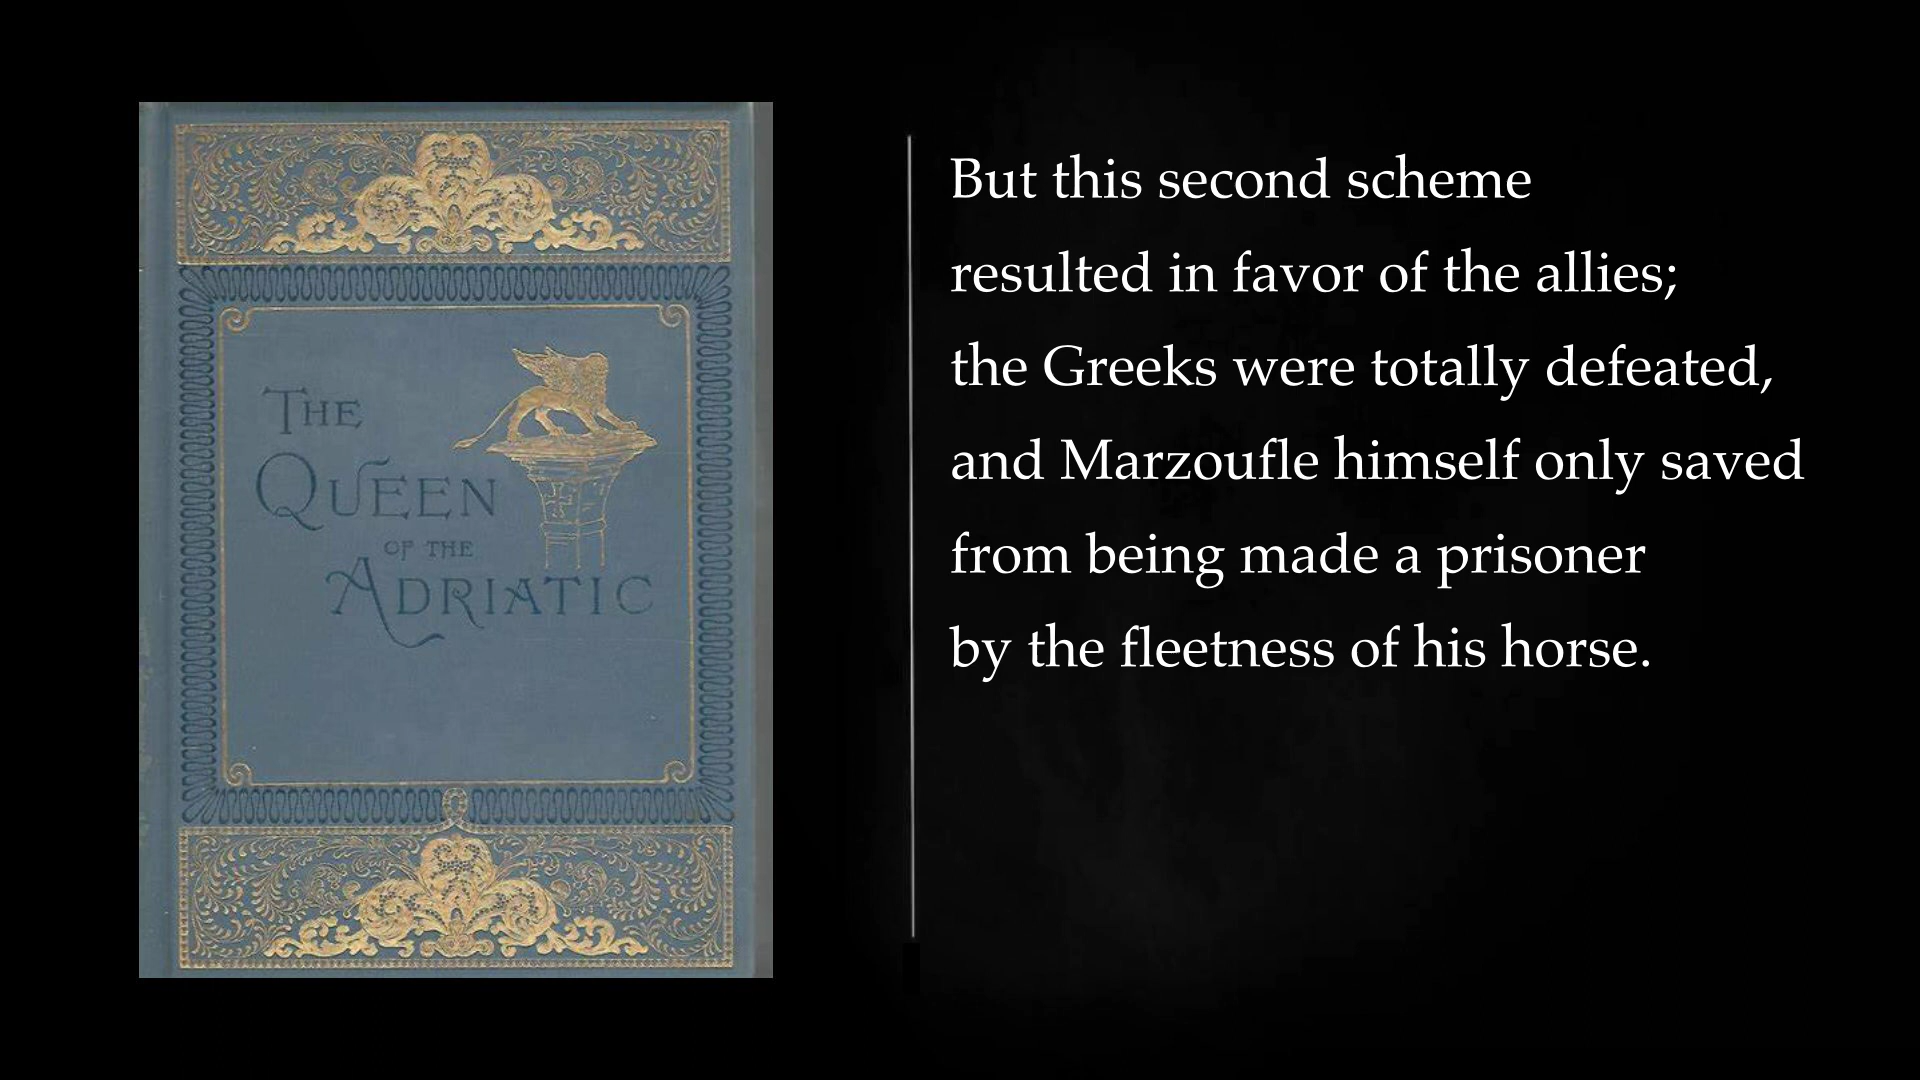 The
Queen
of the
Adriatic
But this second scheme
resulted in favor of the allies;
the Greeks were totally defeated,
and Marzoufle himself only saved
from being made a prisoner
by the fleetness of his horse.